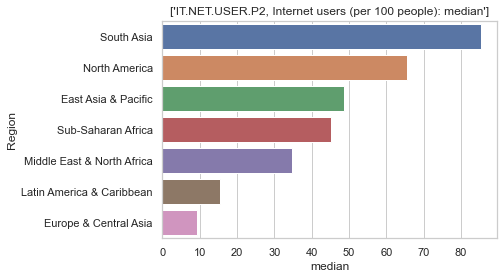 ['IT.NET.USER.P2, Internet users (per 100 people): median']
Region
South Asia
North America
East Asia & Pacific
Sub-Saharan Africa
Middle East & North Africa
Latin America & Caribbean
Europe & Central Asia
0 10 20 30 40 50 60 70 80
median